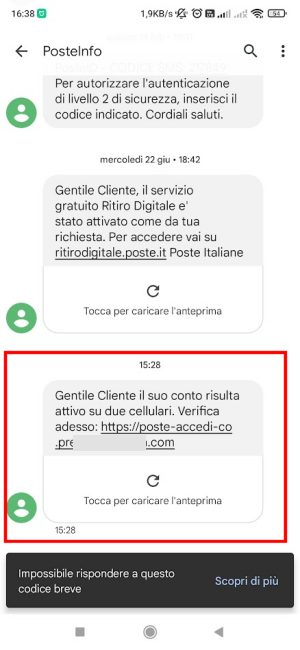 16:38
1,9KB/s
54
PosteInfo
Per autorizzare l'autenticazione
di livello 2 di sicurezza, inserisci il
codice indicato. Cordiali saluti.
mercoledì 22 giu • 18:42
Gentile Cliente, il servizio
gratuito Ritiro Digitale e'
stato attivato come da tua
richiesta. Per accedere vai su
ritirodigitale.poste.it Poste Italiane
Tocca per caricare l'anteprima
15:28
Gentile Cliente il suo conto risulta
attivo su due cellulari. Verifica
adesso: https://poste-accedi-co
.pre .com
Tocca per caricare l'anteprima
15:28
Impossibile rispondere a questo
codice breve
Scopri di più